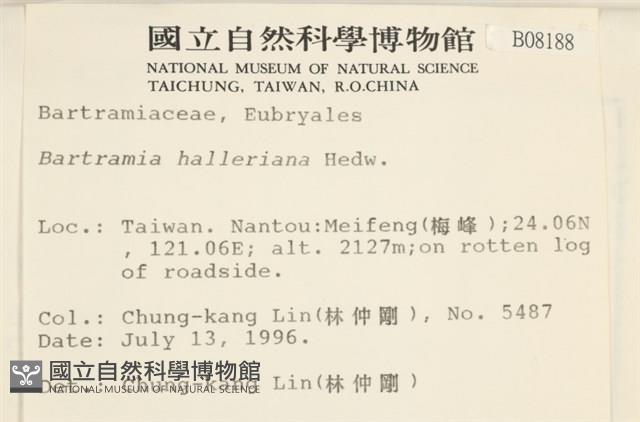 國立自然科學博物館 B08188
NATIONAL MUSEUM OF NATURAL SCIENCE
TAICHUNG, TAIWAN, R.O.CHINA
Bartramiaceae, Eubryales
Bartramia halleriana Hedw.
Loc.: Taiwan. Nantou:Meifeng(梅峰);24.06N
, 121.06E; alt. 2127m;on rotten log
of roadside.
Col.: Chung-kang Lin(林仲剛), No. 5487
Date: July 13, 1996.
Det.: Chung-kang Lin(林仲剛)
國立自然科學博物館
NATIONAL MUSEUM OF NATURAL SCIENCE